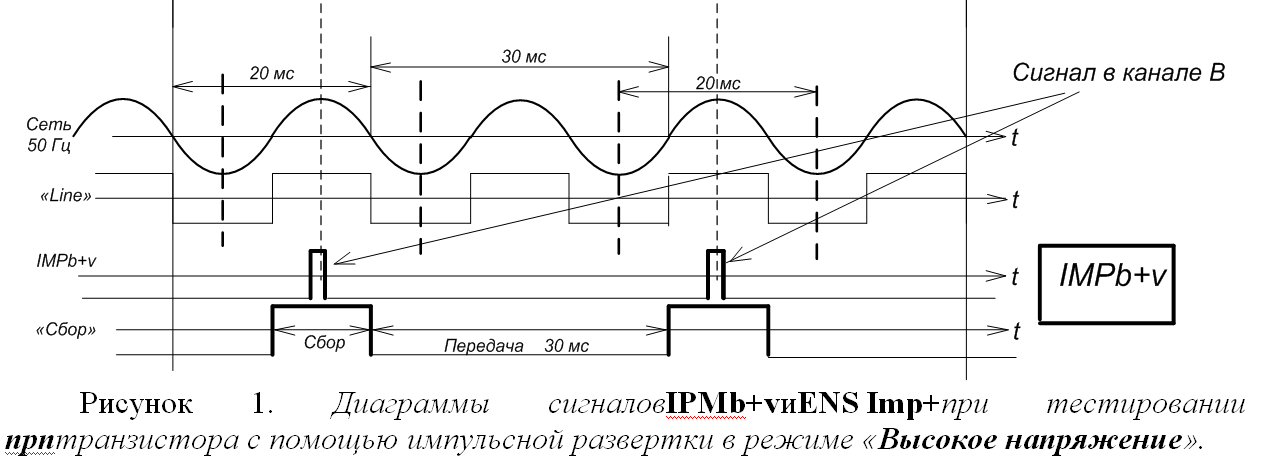 30 мс
20 мс
20 мс
Сигнал в канале В
Сеть
50 Гц
t
«Line»
t
IMPb+v
t
IMPb+v
«Сбор»
Сбор
Передача 30 мс
t
Рисунок 1. Диаграммы сигналовIPMb+vиENS Imp+при тестировании
nрnтранзистора с помощью импульсной развертки в режиме «Высокое напряжение».